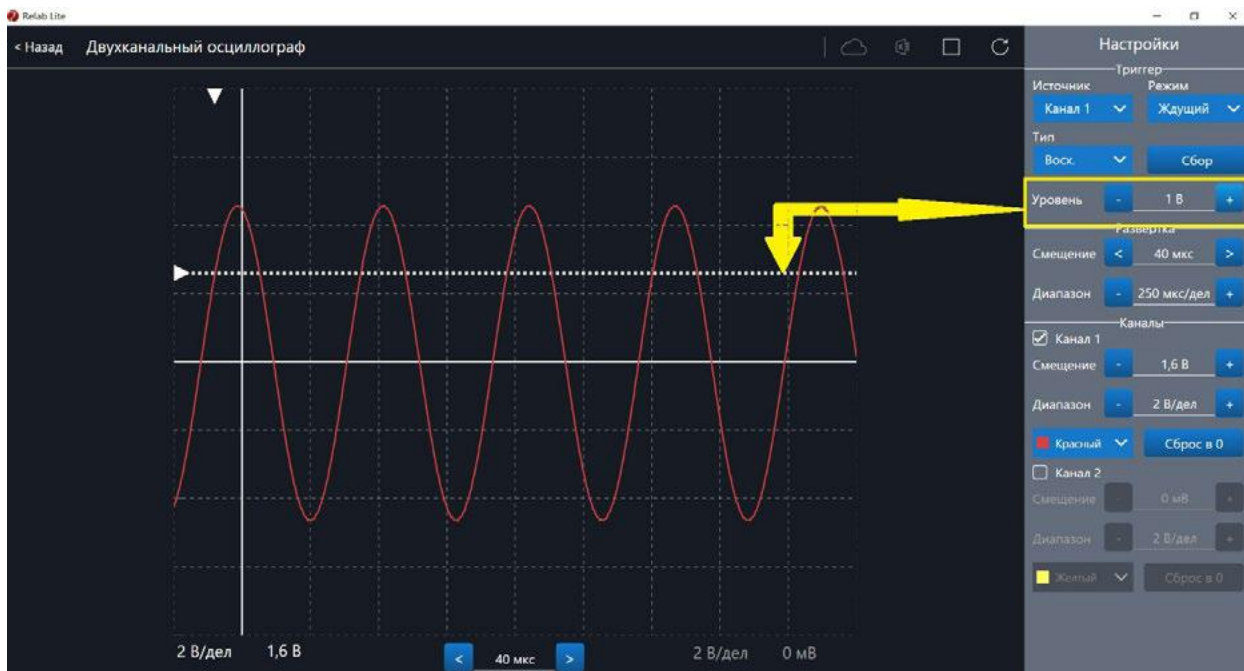 Relab Lite
< Назад Двухканальный осциллограф
Настройки
Триггер
Источник Режим
Канал 1 Ждущий
Тип
Восх. Сбор
Уровень - 1 В +
Развертка
Смещение < 40 мкс >
Диапазон - 250 мкс/дел +
Каналы
Канал 1
Смещение - 1,6 В +
Диапазон - 2 В/дел +
Красный Сброс в 0
Канал 2
Смещение - 0 мВ +
Диапазон - 2 В/дел +
Желтый Сброс в 0
2 В/дел 1,6 В < 40 мкс > 2 В/дел 0 мВ